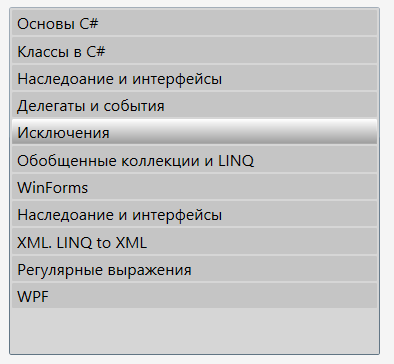 Основы C#
Классы в C#
Наследоание и интерфейсы
Делегаты и события
Исключения
Обобщенные коллекции и LINQ
WinForms
Наследоание и интерфейсы
XML. LINQ to XML
Регулярные выражения
WPF